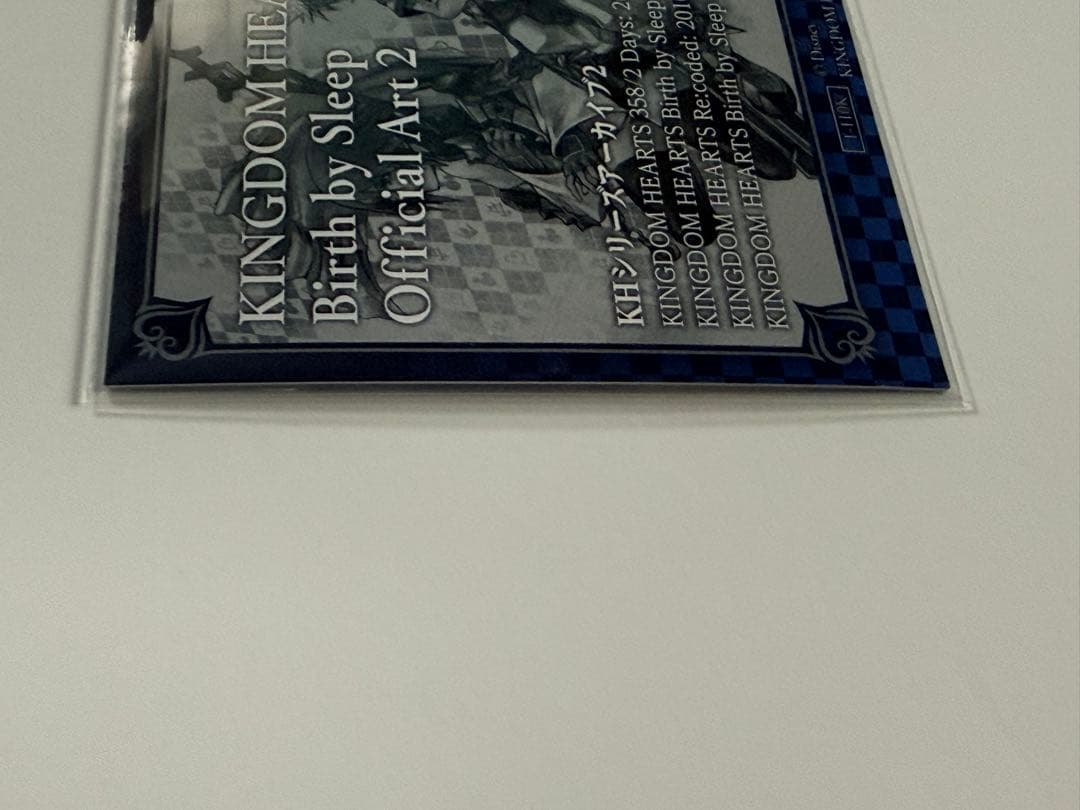 KINGDOM HEA
Birth by Sleep
Official Art 2
KHシリーズアーカイブ2
KINGDOM HEARTS 358/2 Days: 2
KINGDOM HEARTS Birth by Sleep
KINGDOM HEARTS Re:coded: 201
KINGDOM HEARTS Birth by Sleep
© Disney
KINGDOM